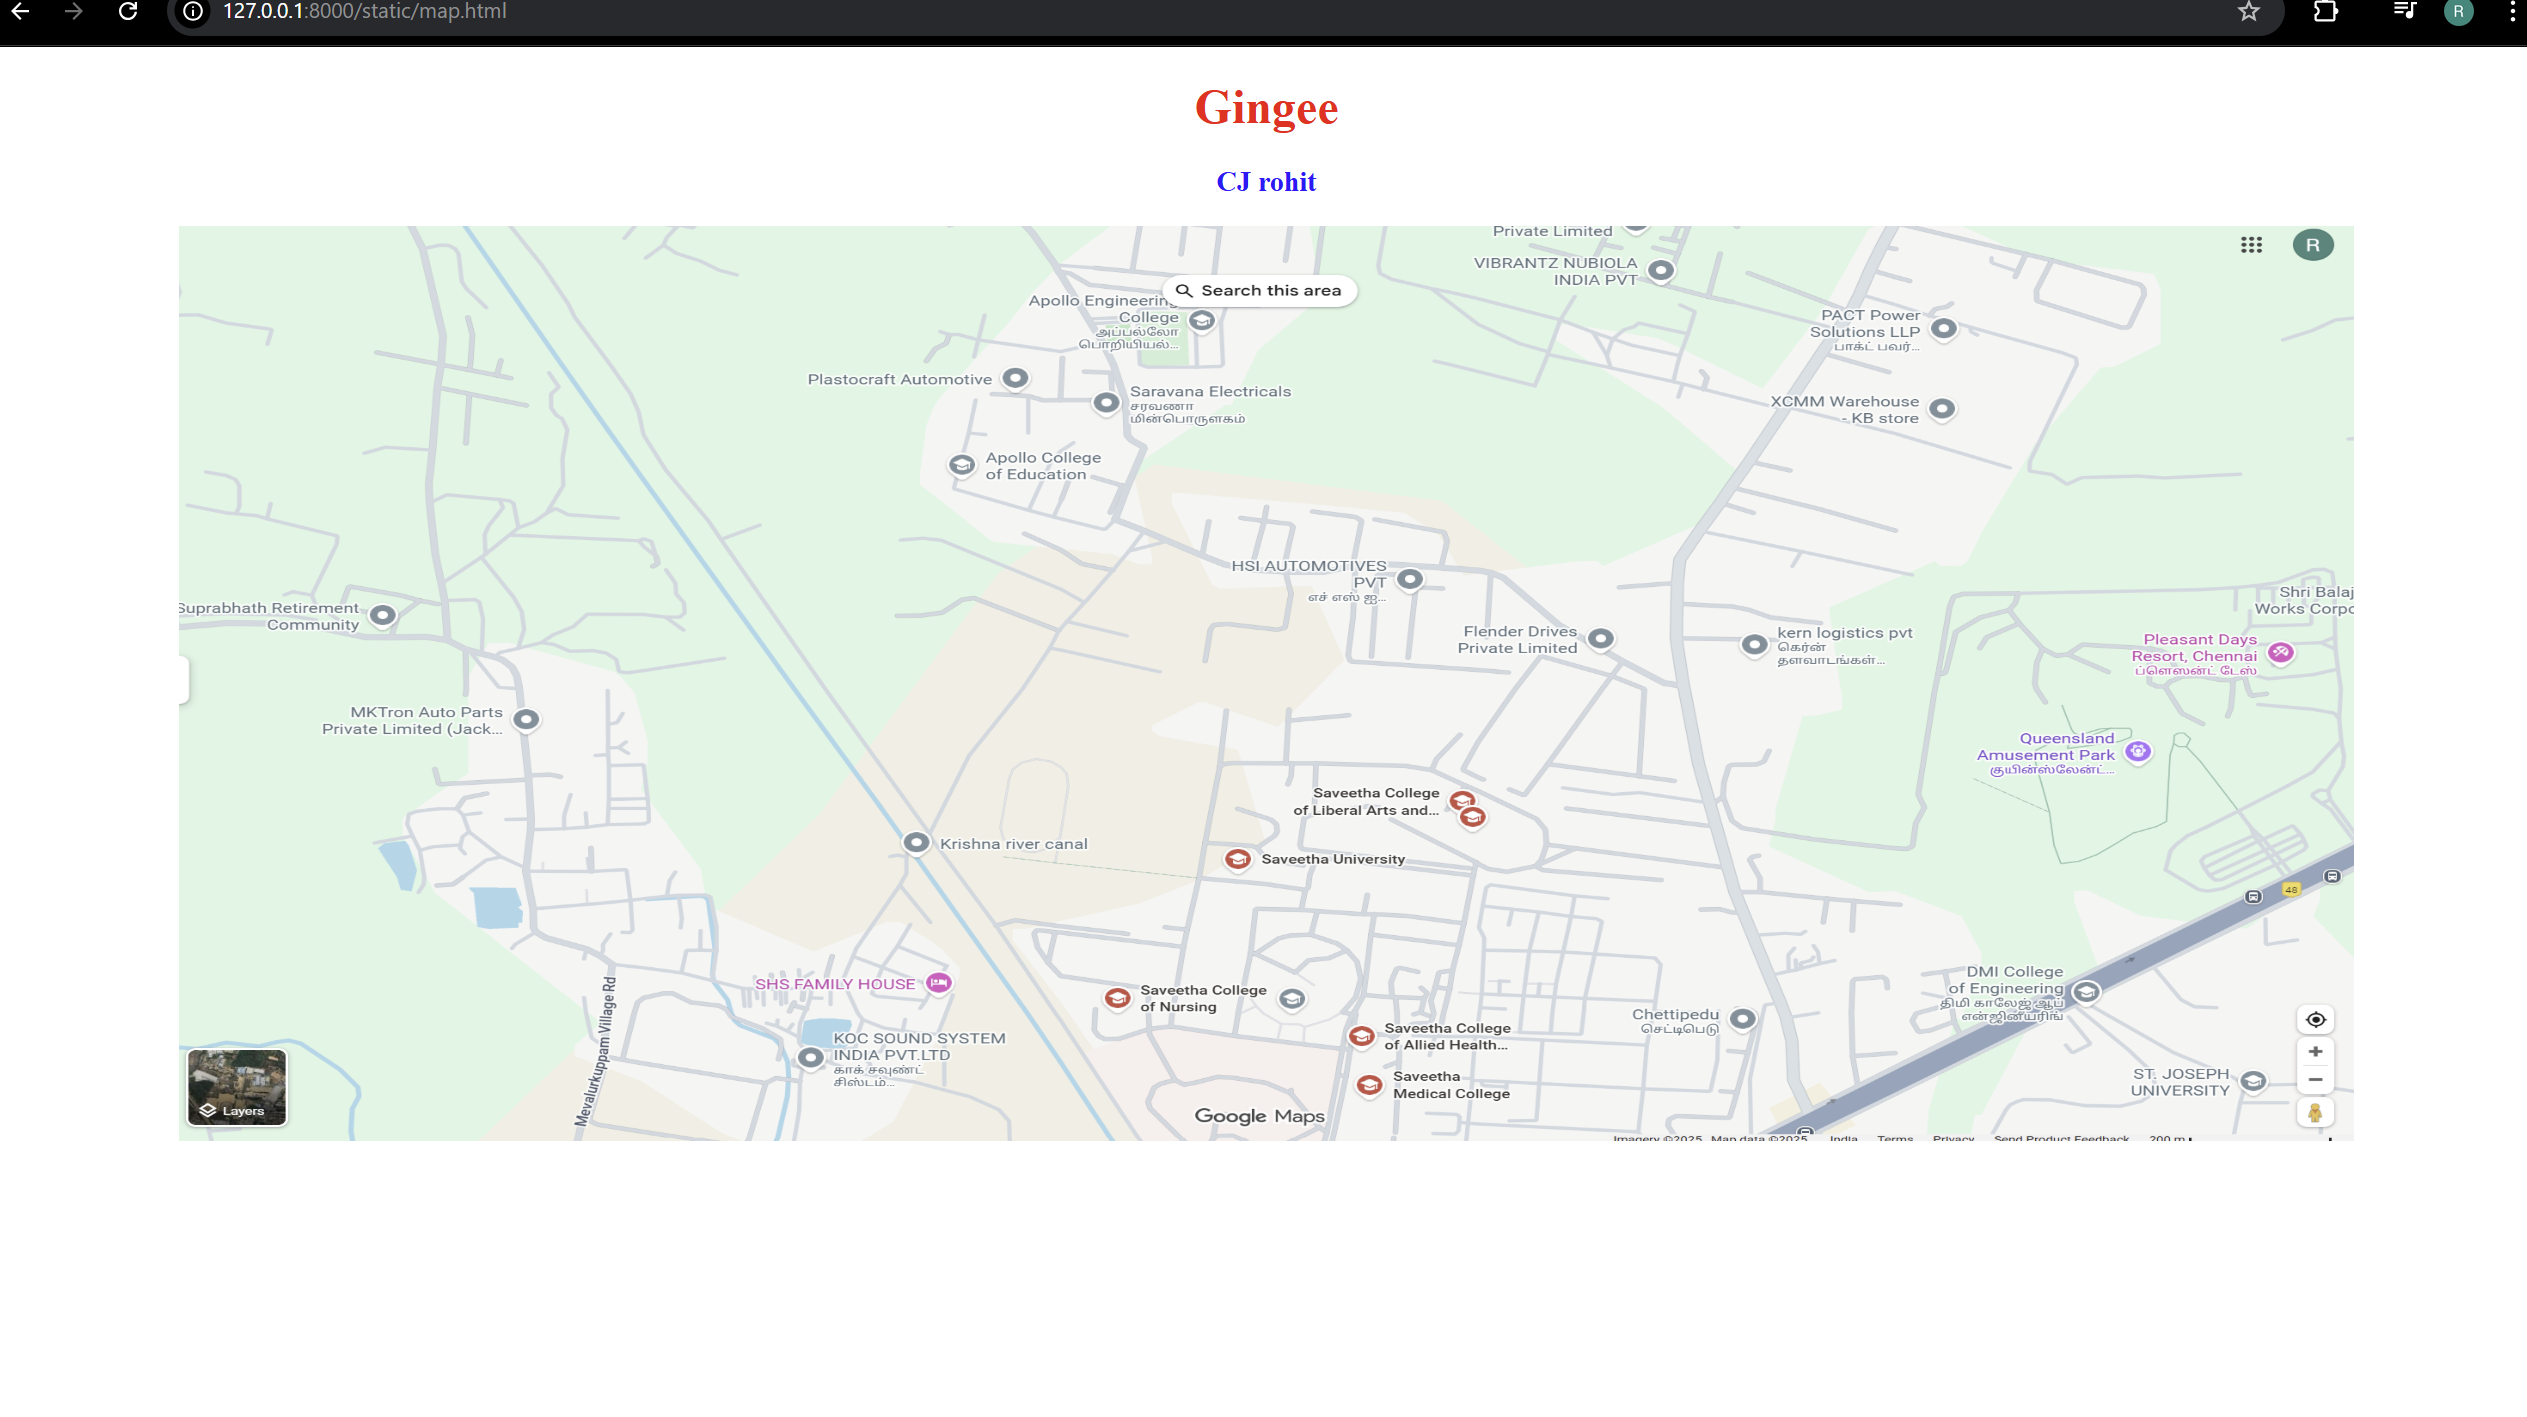 127.0.0.1:8000/static/map.html
R
Gingee
CJ rohit
Private Limited
R
VIBRANTZ NUBIOLA
INDIA PVT
Search this area
Apollo Engineering
College
அப்பல்லோ
பொறியியல்...
PACT Power
Solutions LLP
பாக்ட் பவர்...
Plastocraft Automotive
Saravana Electricals
சரவணா
மின்பொருளகம்
XCMM Warehouse
- KB store
Apollo College
of Education
HSI AUTOMOTIVES
PVT
எச் எஸ் ஐ...
Shri Balaj
Works Corpo
Suprabhath Retirement
Community
Flender Drives
Private Limited
kern logistics pvt
கெர்ன்
தளவாடங்கள்...
Pleasant Days
Resort, Chennai
ப்ளெஸன்ட் டேஸ்
MKTron Auto Parts
Private Limited (Jack...
Queensland
Amusement Park
குயின்ஸ்லேன்ட்...
Saveetha College
of Liberal Arts and...
Krishna river canal
Saveetha University
48
SHS FAMILY HOUSE
Saveetha College
of Nursing
DMI College
of Engineering
திமி காலேஜ் ஆப்
என்ஜினீயரிங்
Mevalurkuppam Village Rd
Chettipedu
செட்டிபெடு
Saveetha College
of Allied Health...
KOC SOUND SYSTEM
INDIA PVT.LTD
காக் சவுண்ட்
சிஸ்டம்...
Saveetha
Medical College
ST. JOSEPH
UNIVERSITY
Layers
Google Maps
Imagery ©2025 Map data ©2025 India Terms Privacy Send Product Feedback 200 m